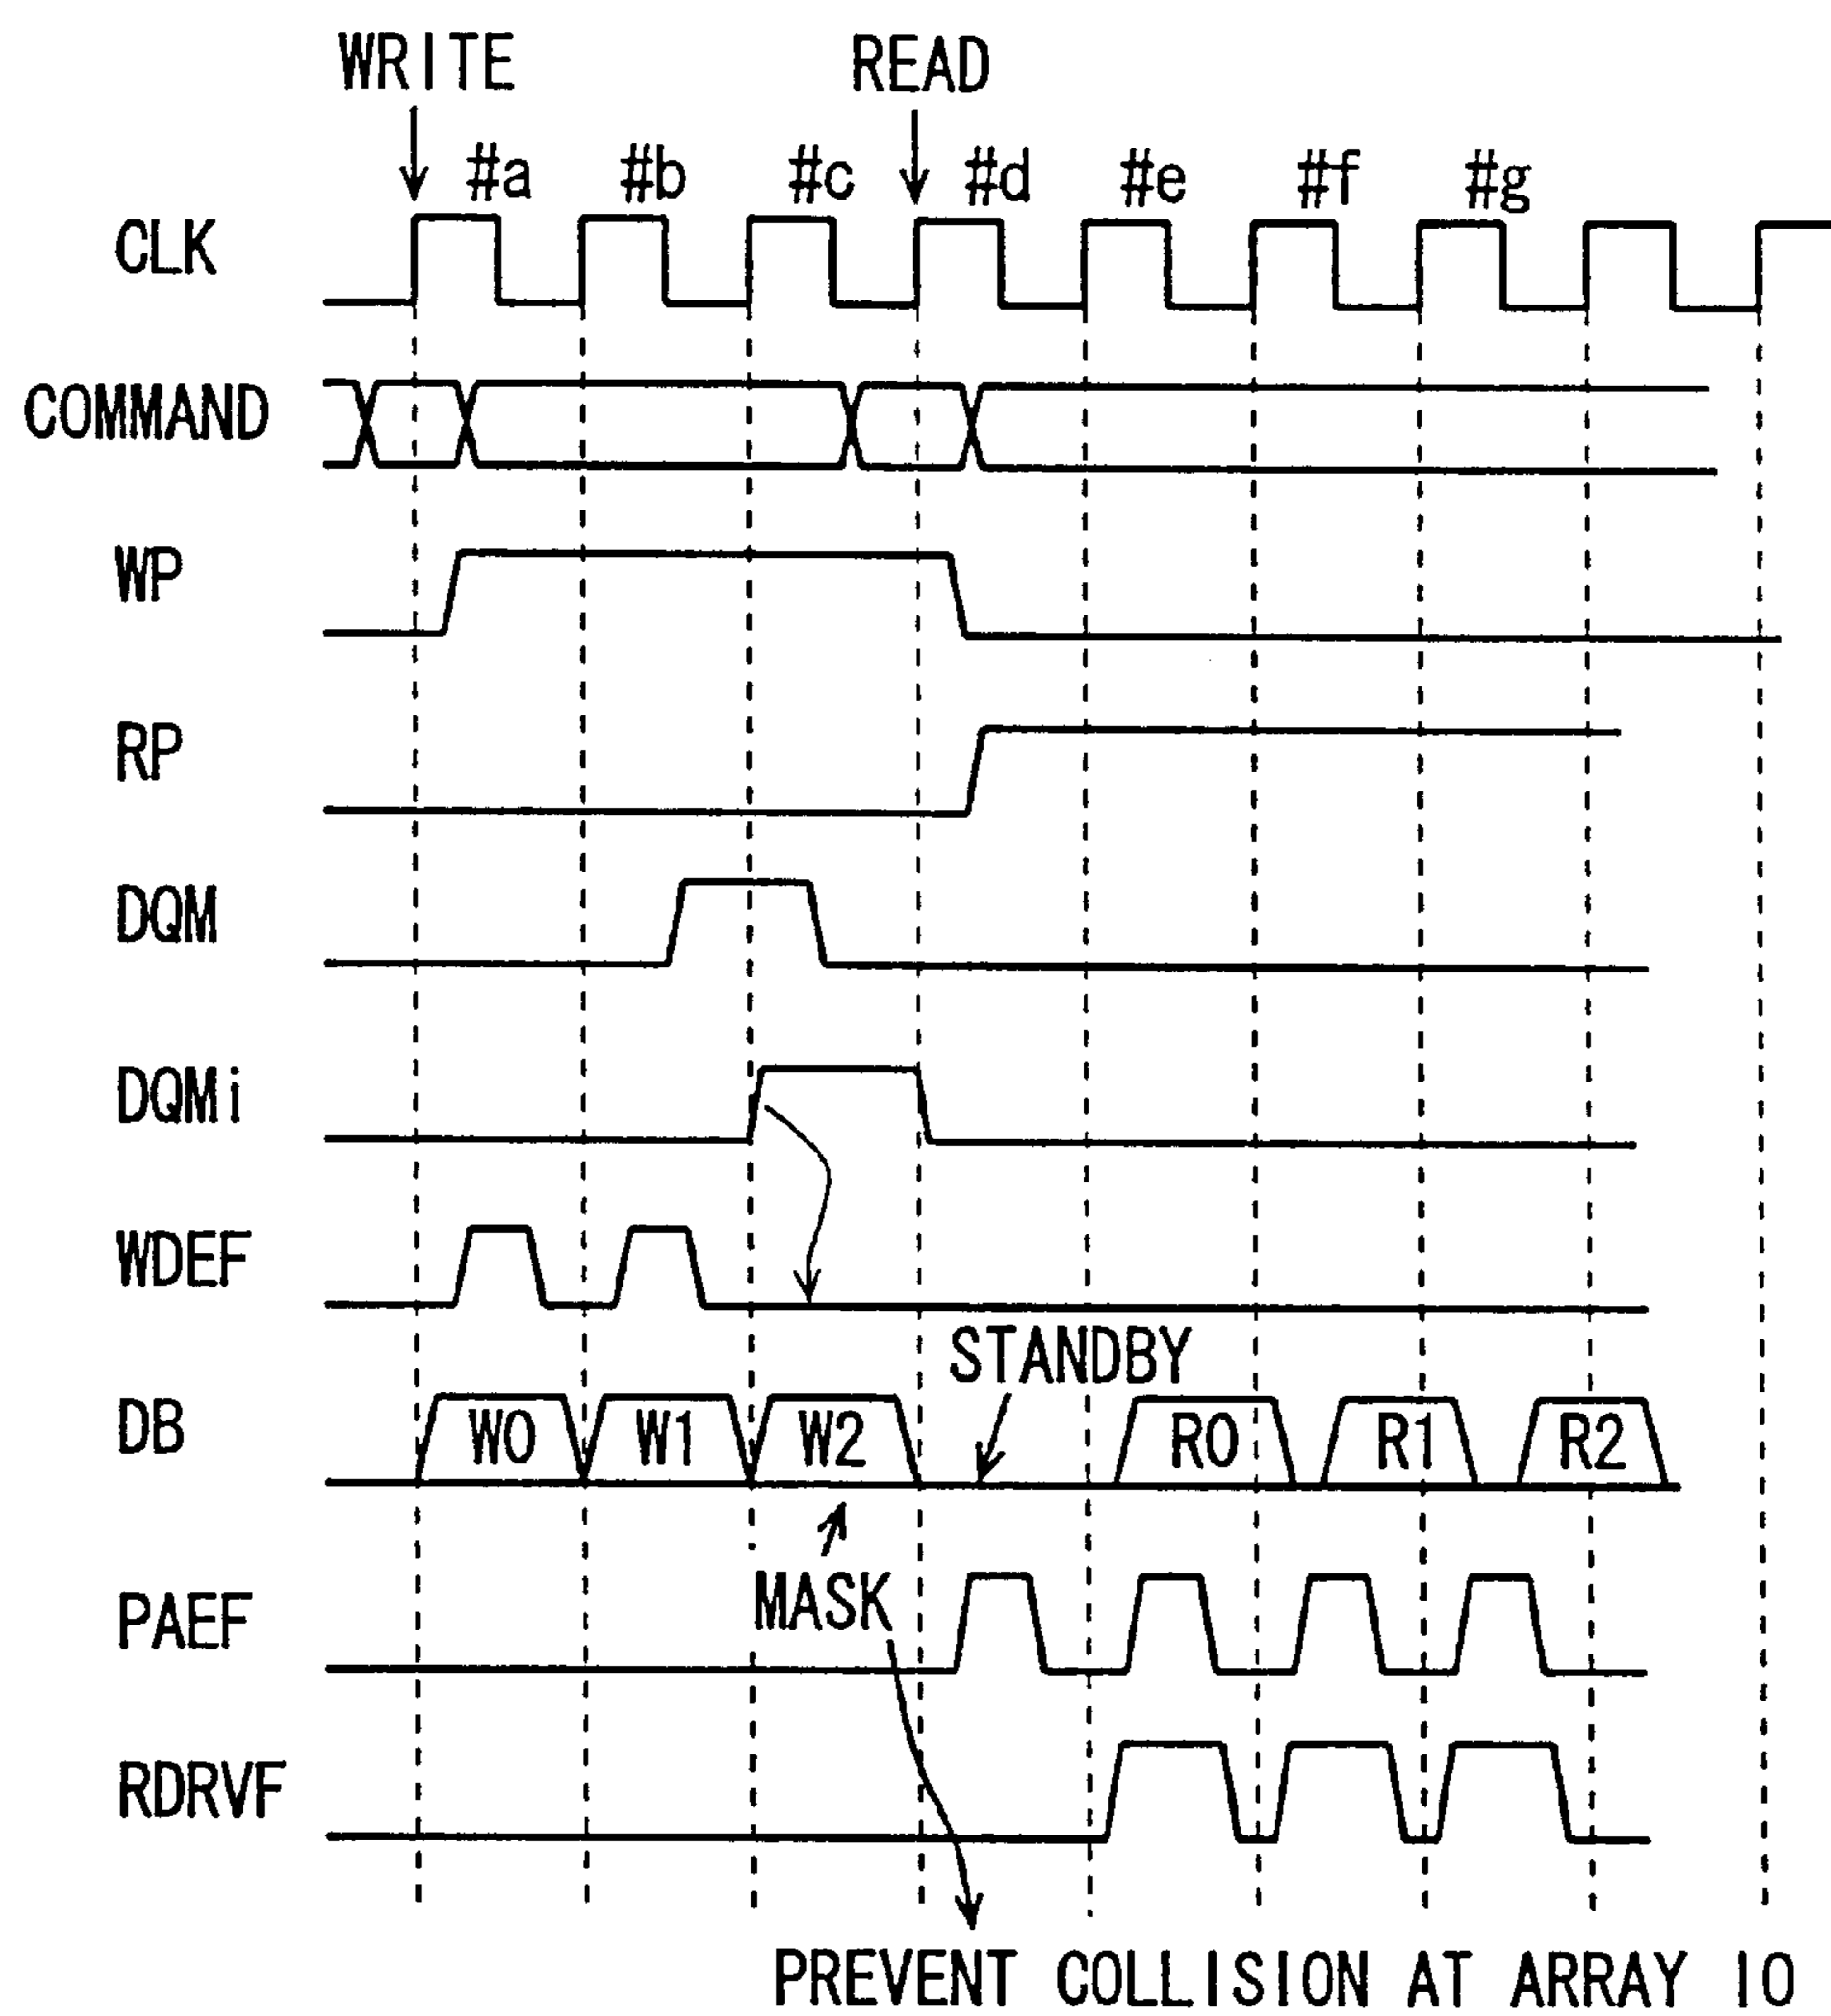 WRITE READ
#a #b #c #d #e #f #g
CLK
COMMAND
WP
RP
DQM
DQMi
WDEF
STANDBY
DB W0 W1 W2 R0 R1 R2
MASK
PAEF
RDRVF
PREVENT COLLISION AT ARRAY IO